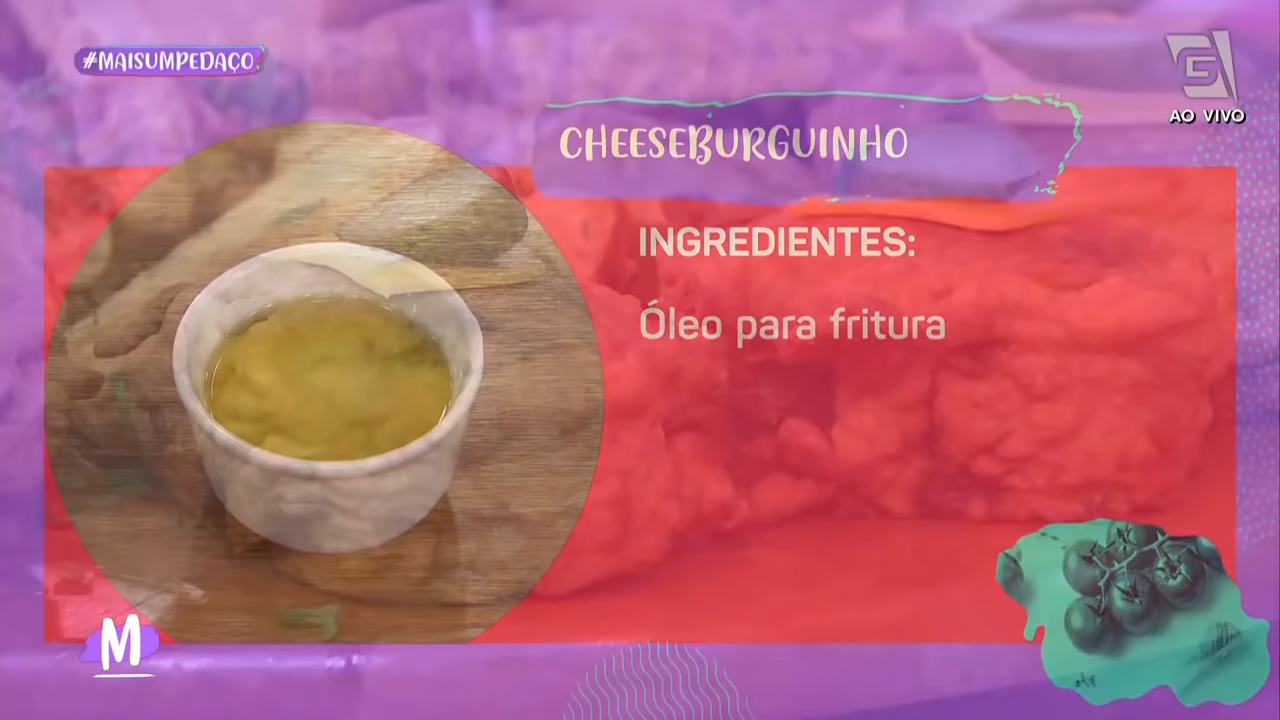 #MAISUMPEDAÇO
AO VIVO
CHEESEBURGUINHO
INGREDIENTES:
Óleo para fritura
M